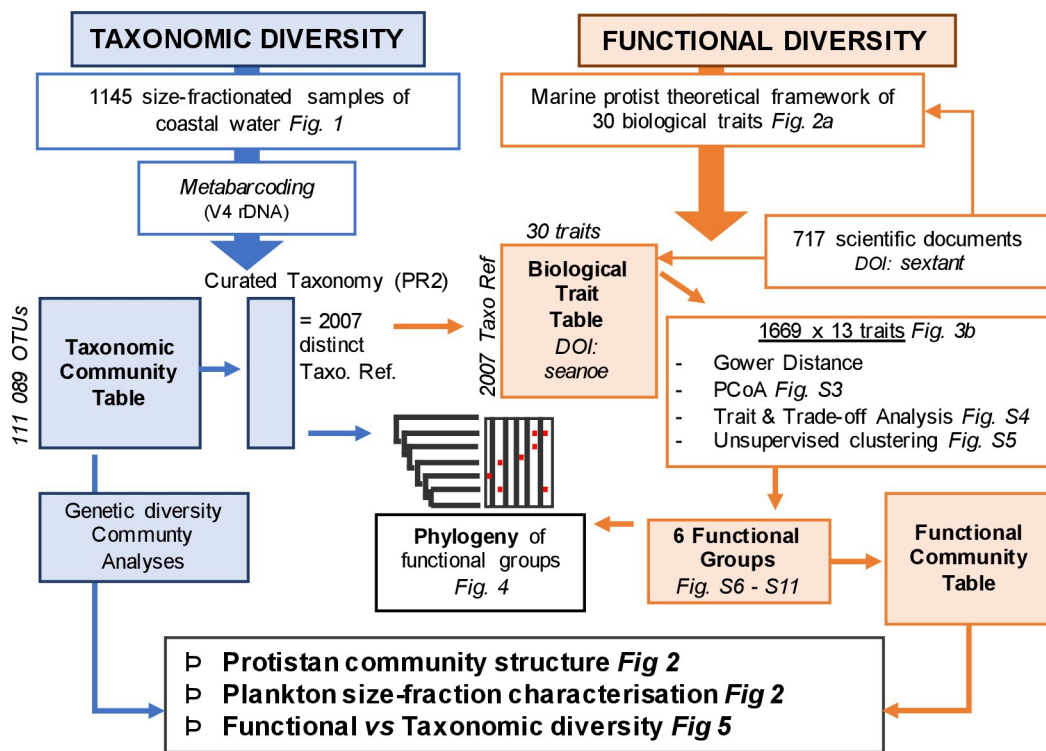 TAXONOMIC DIVERSITY
1145 size-fractionated samples of
coastal water Fig. 1
Metabarcoding
(V4 rDNA)
Curated Taxonomy (PR2)
111 089 OTUs
Taxonomic
Community
Table
= 2007
distinct
Taxo. Ref.
Genetic diversity
Communty
Analyses
FUNCTIONAL DIVERSITY
Marine protist theoretical framework of
30 biological traits Fig. 2a
717 scientific documents
DOI: sextant
30 traits
2007 Taxo Ref
Biological
Trait
Table
DOI:
seanoe
1669 x 13 traits Fig. 3b
- Gower Distance
- PCoA Fig. S3
- Trait & Trade-off Analysis Fig. S4
- Unsupervised clustering Fig. S5
Phylogeny of
functional groups
Fig. 4
6 Functional
Groups
Fig. S6 - S11
Functional
Community
Table
Þ Protistan community structure Fig 2
Þ Plankton size-fraction characterisation Fig 2
Þ Functional vs Taxonomic diversity Fig 5